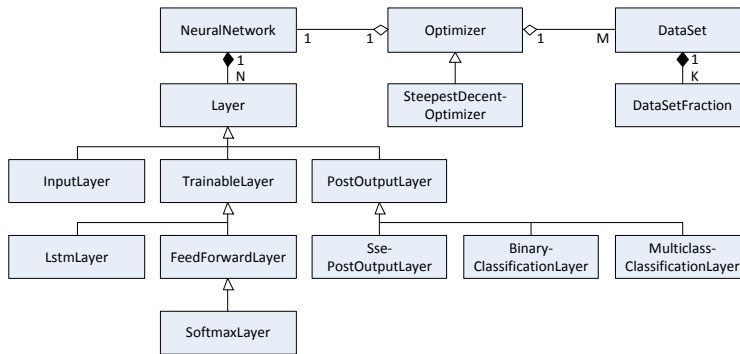 NeuralNetwork
1
1
Optimizer
1
M
DataSet
1
N
1
K
Layer
SteepestDecent-
Optimizer
DataSetFraction
InputLayer
TrainableLayer
PostOutputLayer
LstmLayer
FeedForwardLayer
Sse-
PostOutputLayer
Binary-
ClassificationLayer
Multiclass-
ClassificationLayer
SoftmaxLayer